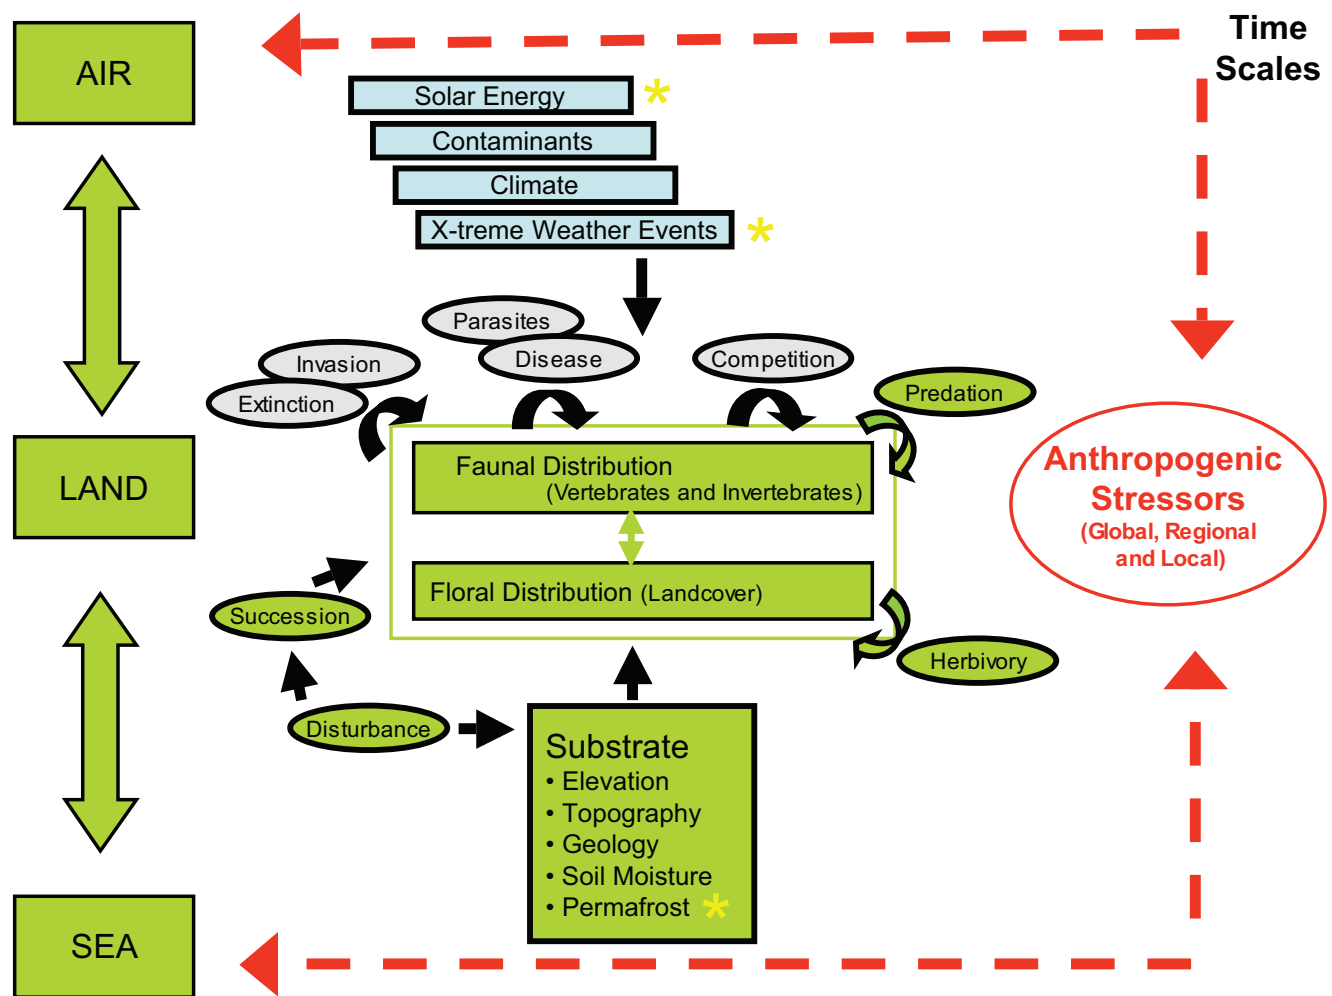 Time
Scales
AIR
Solar Energy *
Contaminants
Climate
X-treme Weather Events *
Parasites
Disease
Invasion
Extinction
Competition
Predation
LAND
Faunal Distribution
(Vertebrates and Invertebrates)
Floral Distribution (Landcover)
Anthropogenic
Stressors
(Global, Regional
and Local)
Succession
Herbivory
Disturbance
Substrate
• Elevation
• Topography
• Geology
• Soil Moisture
• Permafrost *
SEA